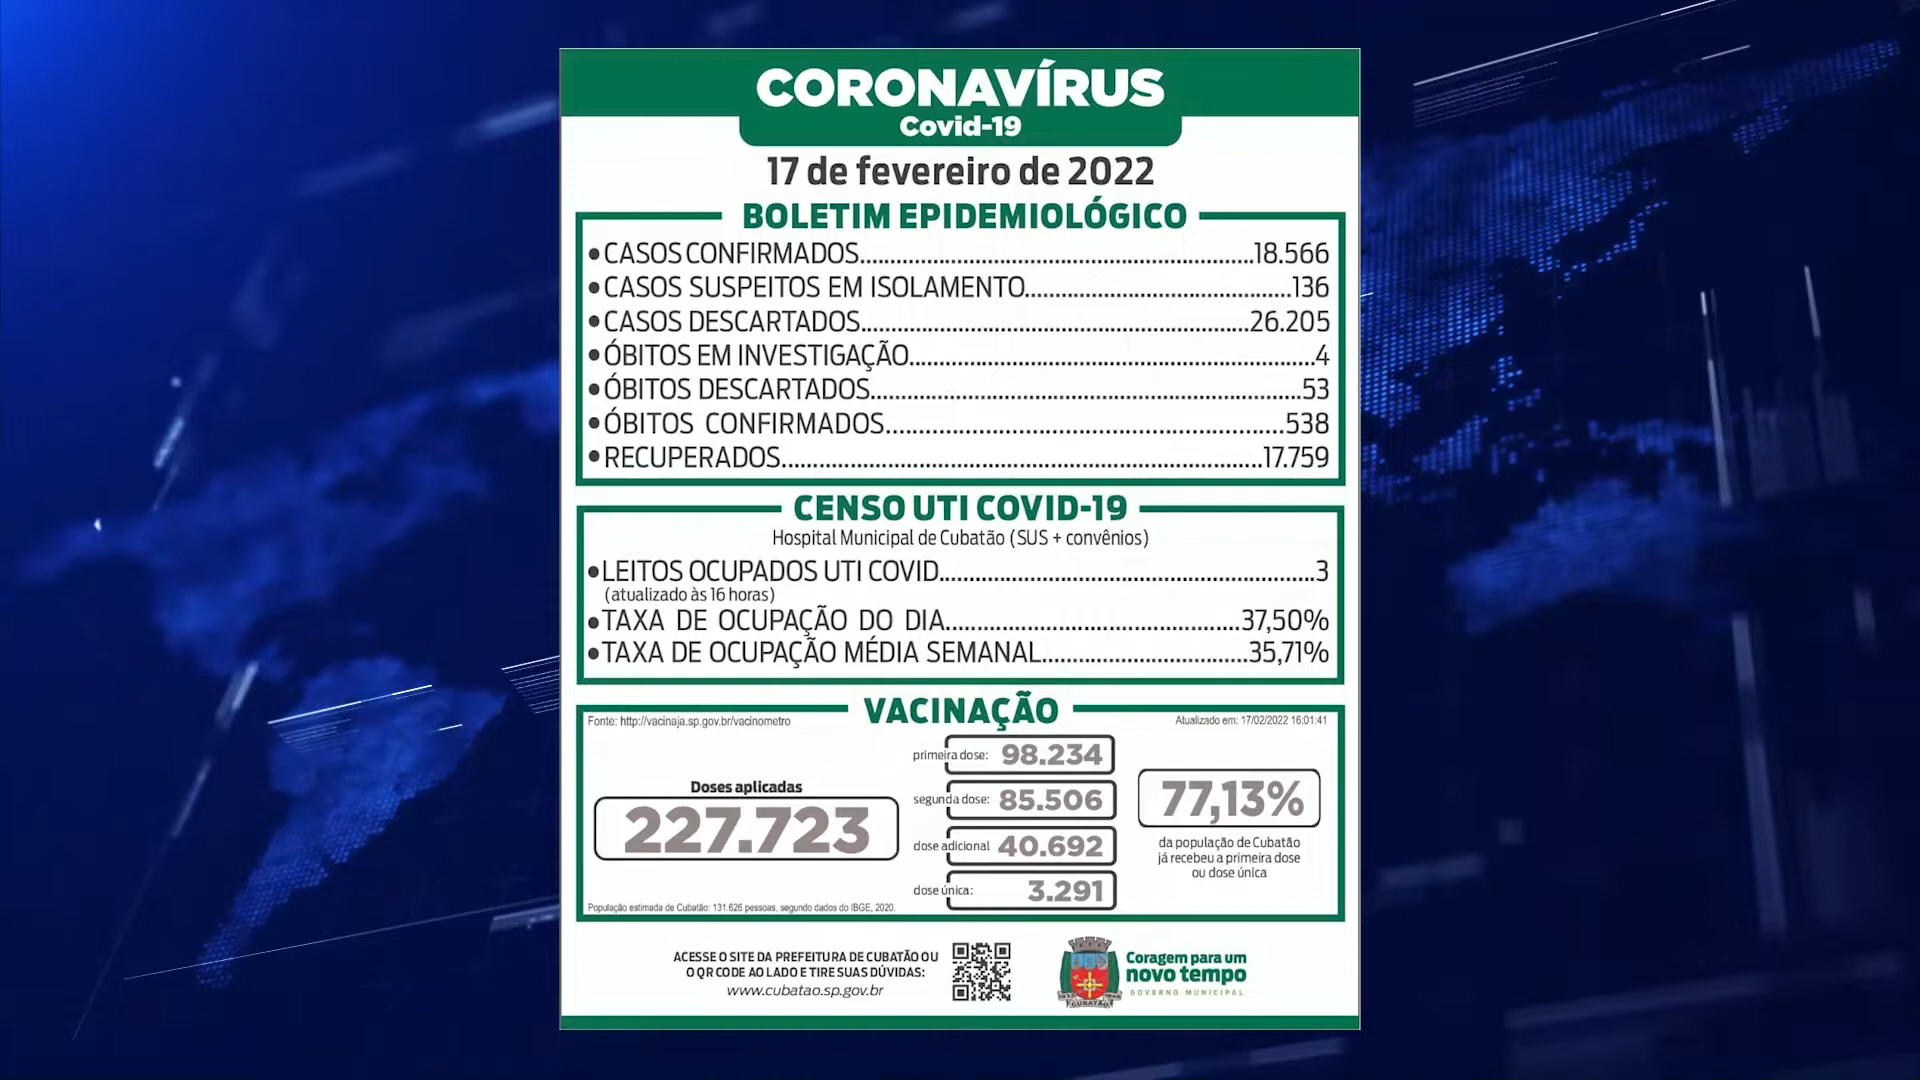 CORONAVÍRUS
Covid-19
17 de fevereiro de 2022
BOLETIM EPIDEMIOLÓGICO
•CASOS CONFIRMADOS.....................................................18.566
•CASOS SUSPEITOS EM ISOLAMENTO...........................................136
•CASOS DESCARTADOS.....................................................26.205
•ÓBITOS EM INVESTIGAÇÃO.....................................................4
•ÓBITOS DESCARTADOS.........................................................53
•ÓBITOS CONFIRMADOS.....................................................538
•RECUPERADOS...............................................................17.759
CENSO UTI COVID-19
Hospital Municipal de Cubatão (SUS + convênios)
•LEITOS OCUPADOS UTI COVID..................................................3
(atualizado às 16 horas)
•TAXA DE OCUPAÇÃO DO DIA.......................................37,50%
•TAXA DE OCUPAÇÃO MÉDIA SEMANAL............................35,71%
VACINAÇÃO
Fonte: http://vacinaja.sp.gov.br/vacinometro
Atualizado em: 17/02/2022 16:01:41
Doses aplicadas
227.723
primeira dose: 98.234
segunda dose: 85.506
dose adicional 40.692
dose única: 3.291
77,13%
da população de Cubatão
já recebeu a primeira dose
ou dose única
População estimada de Cubatão: 131.626 pessoas, segundo dados do IBGE, 2020.
ACESSE O SITE DA PREFEITURA DE CUBATÃO OU
O QR CODE AO LADO E TIRE SUAS DÚVIDAS:
www.cubatao.sp.gov.br
CUBATÃO
Coragem para um
novo tempo
GOVERNO MUNICIPAL